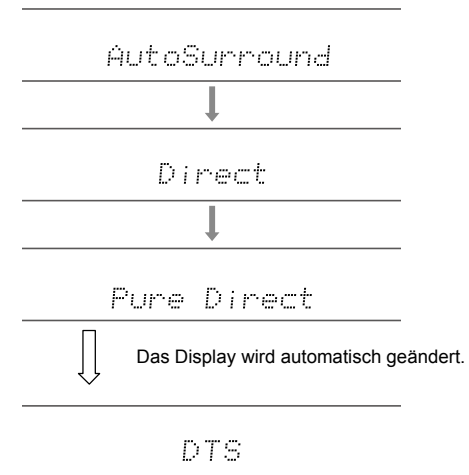 AutoSurround
Direct
Pure Direct
Das Display wird automatisch geändert.
DTS